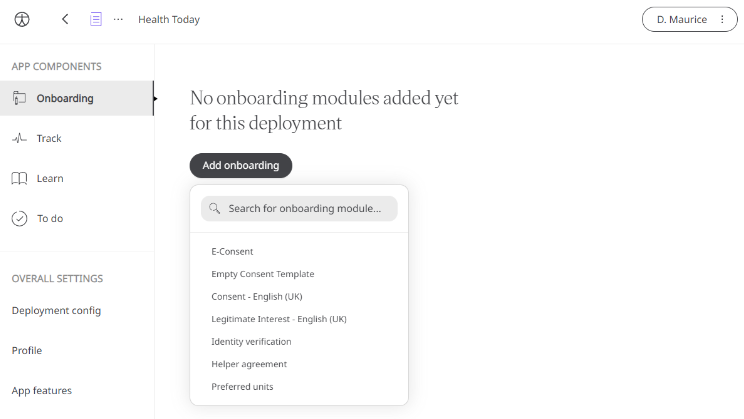 Health Today
D. Maurice
APP COMPONENTS
Onboarding
Track
Learn
To do
OVERALL SETTINGS
Deployment config
Profile
App features
No onboarding modules added yet
for this deployment
Add onboarding
Search for onboarding module...
E-Consent
Empty Consent Template
Consent - English (UK)
Legitimate Interest - English (UK)
Identity verification
Helper agreement
Preferred units